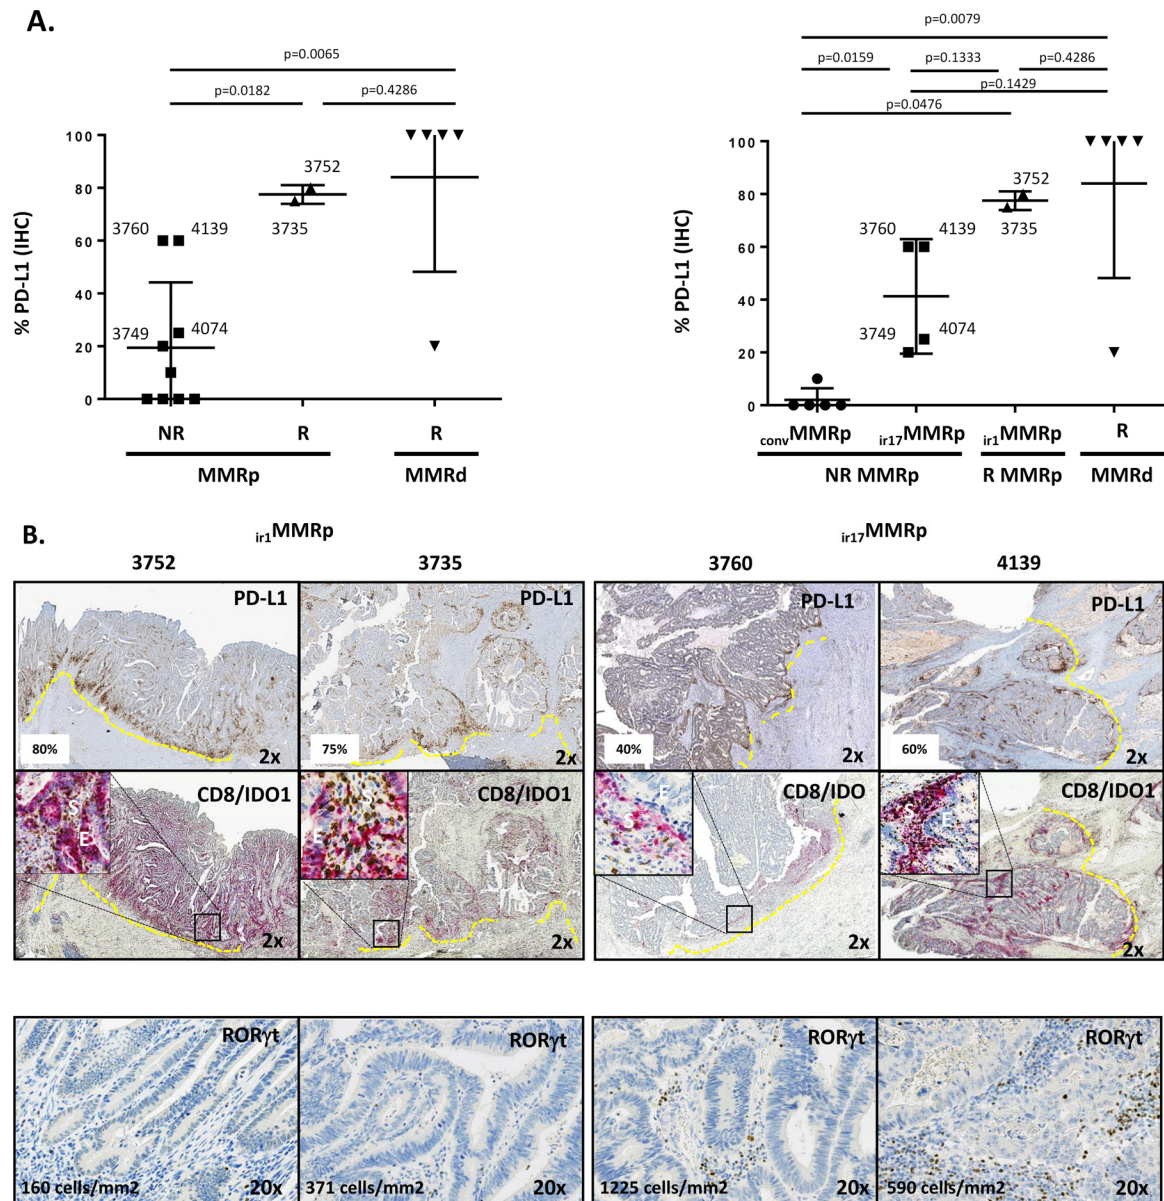 A.
p=0.0065
p=0.0182
p=0.4286
% PD-L1 (IHC)
100
80
60
40
20
0
3760
4139
3749
4074
3752
3735
NR
R
R
MMRp
MMRd
p=0.0079
p=0.0159
p=0.1333
p=0.4286
p=0.1429
p=0.0476
% PD-L1 (IHC)
100
80
60
40
20
0
3760
4139
3749
4074
3752
3735
convMMRp
ir17MMRp
ir1MMRp
R
NR MMRp
R MMRp
MMRd
B.
ir1MMRp
ir17MMRp
3752
3735
3760
4139
PD-L1
80%
2x
PD-L1
75%
2x
PD-L1
40%
2x
PD-L1
60%
2x
CD8/IDO1
S
E
2x
CD8/IDO1
S
E
2x
CD8/IDO
E
S
2x
CD8/IDO1
S
E
2x
RORγt
160 cells/mm2
20x
RORγt
371 cells/mm2
20x
RORγt
1225 cells/mm2
20x
RORγt
590 cells/mm2
20x